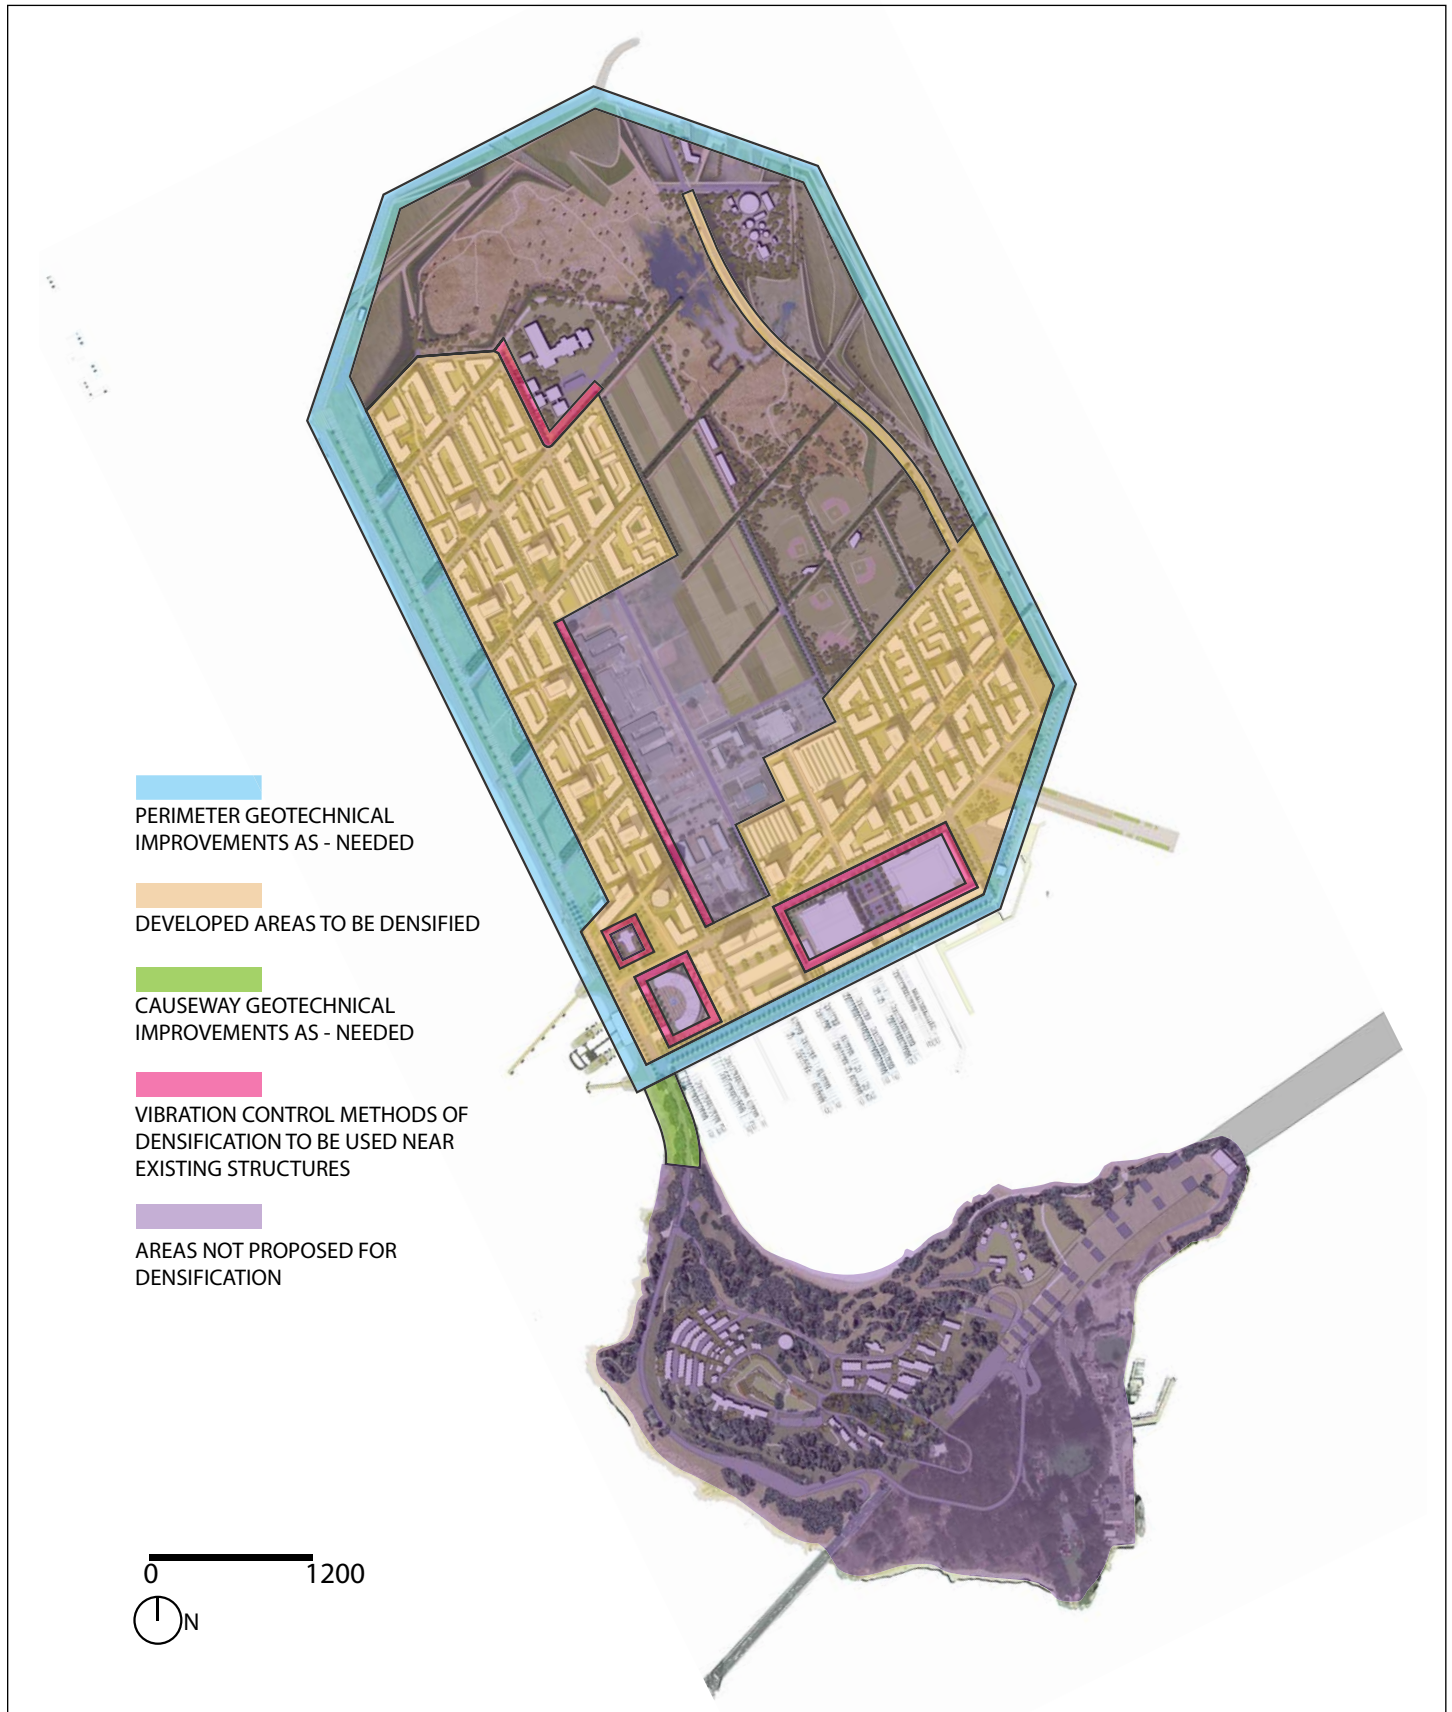 PERIMETER GEOTECHNICAL
IMPROVEMENTS AS - NEEDED
DEVELOPED AREAS TO BE DENSIFIED
CAUSEWAY GEOTECHNICAL
IMPROVEMENTS AS - NEEDED
VIBRATION CONTROL METHODS OF
DENSIFICATION TO BE USED NEAR
EXISTING STRUCTURES
AREAS NOT PROPOSED FOR
DENSIFICATION
0 1200
N